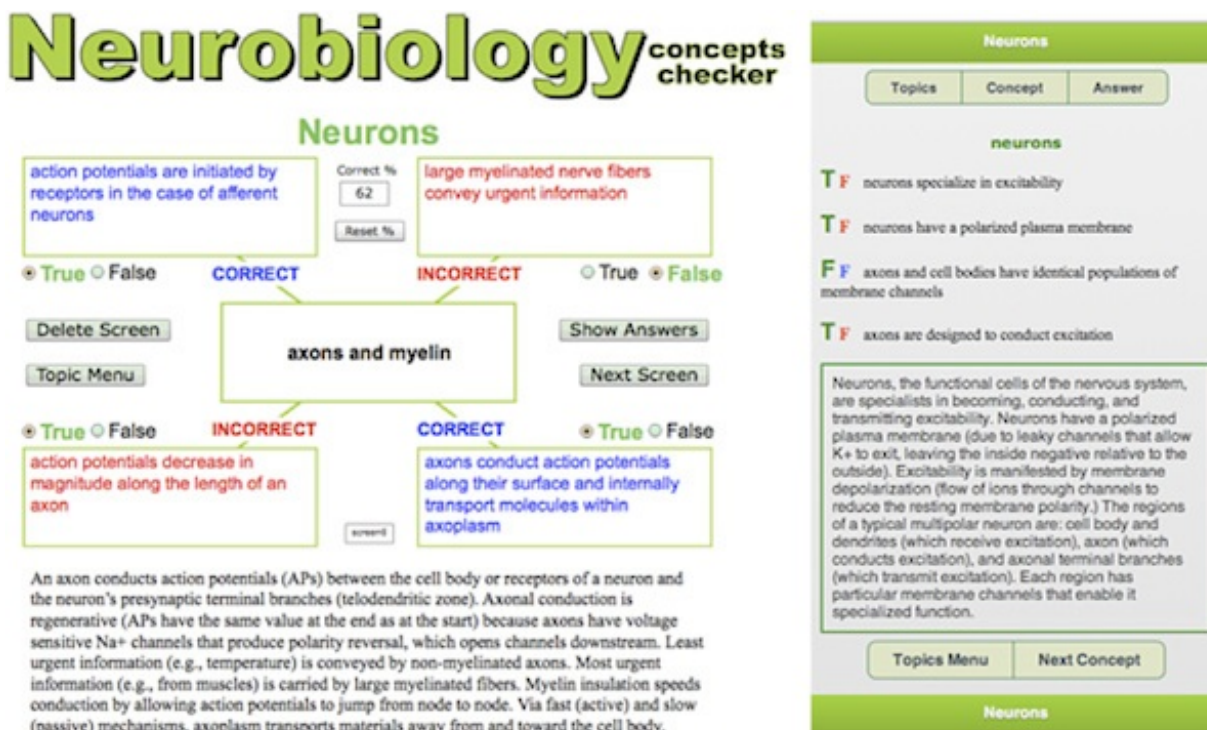 Neurobiology concepts
checker
Neurons
action potentials are initiated by
receptors in the case of afferent
neurons
Correct %
62
Reset %
large myelinated nerve fibers
convey urgent information
True False CORRECT
INCORRECT True False
Delete Screen
Show Answers
axons and myelin
Topic Menu
Next Screen
True False INCORRECT
CORRECT True False
action potentials decrease in
magnitude along the length of an
axon
axons conduct action potentials
along their surface and internally
transport molecules within
axoplasm
An axon conducts action potentials (APs) between the cell body or receptors of a neuron and
the neuron's presynaptic terminal branches (telodendritic zone). Axonal conduction is
regenerative (APs have the same value at the end as at the start) because axons have voltage
sensitive Na+ channels that produce polarity reversal, which opens channels downstream. Least
urgent information (e.g., temperature) is conveyed by non-myelinated axons. Most urgent
information (e.g., from muscles) is carried by large myelinated fibers. Myelin insulation speeds
conduction by allowing action potentials to jump from node to node. Via fast (active) and slow
(passive) mechanisms, axoplasm transports materials away from and toward the cell body.
Neurons
Topics Concept Answer
neurons
T F neurons specialize in excitability
T F neurons have a polarized plasma membrane
F F axons and cell bodies have identical populations of
membrane channels
T F axons are designed to conduct excitation
Neurons, the functional cells of the nervous system,
are specialists in becoming, conducting, and
transmitting excitability. Neurons have a polarized
plasma membrane (due to leaky channels that allow
K+ to exit, leaving the inside negative relative to the
outside). Excitability is manifested by membrane
depolarization (flow of ions through channels to
reduce the resting membrane polarity.) The regions
of a typical multipolar neuron are: cell body and
dendrites (which receive excitation), axon (which
conducts excitation), and axonal terminal branches
(which transmit excitation). Each region has
particular membrane channels that enable it
specialized function.
Topics Menu Next Concept
Neurons